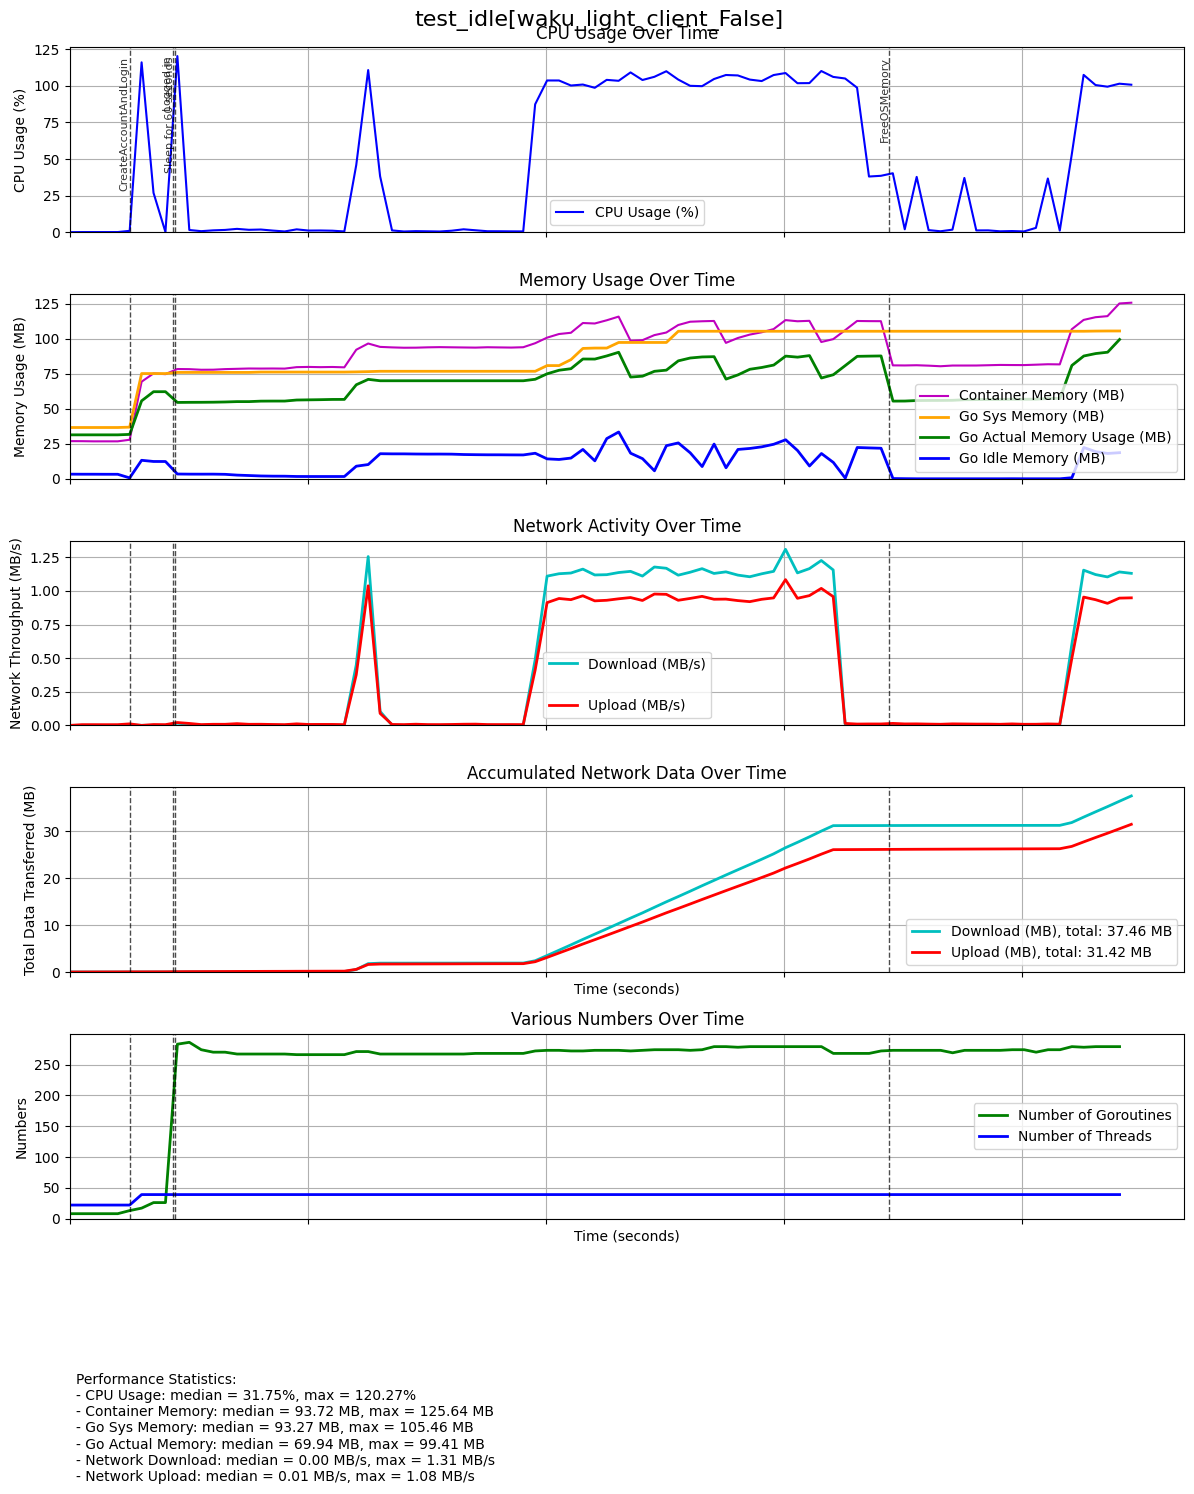 test_idle[waku_light_client_False]
CPU Usage Over Time
CPU Usage (%)
125
100
75
50
25
0
CreateAccountAndLogin
Sleep for 60 seconds
Logged in
FreeOSMemory
CPU Usage (%)
Memory Usage Over Time
Memory Usage (MB)
125
100
75
50
25
0
Container Memory (MB)
Go Sys Memory (MB)
Go Actual Memory Usage (MB)
Go Idle Memory (MB)
Network Activity Over Time
Network Throughput (MB/s)
1.25
1.00
0.75
0.50
0.25
0.00
Download (MB/s)
Upload (MB/s)
Accumulated Network Data Over Time
Total Data Transferred (MB)
30
20
10
0
Download (MB), total: 37.46 MB
Upload (MB), total: 31.42 MB
Time (seconds)
Various Numbers Over Time
Numbers
250
200
150
100
50
0
Number of Goroutines
Number of Threads
Time (seconds)
Performance Statistics:
- CPU Usage: median = 31.75%, max = 120.27%
- Container Memory: median = 93.72 MB, max = 125.64 MB
- Go Sys Memory: median = 93.27 MB, max = 105.46 MB
- Go Actual Memory: median = 69.94 MB, max = 99.41 MB
- Network Download: median = 0.00 MB/s, max = 1.31 MB/s
- Network Upload: median = 0.01 MB/s, max = 1.08 MB/s